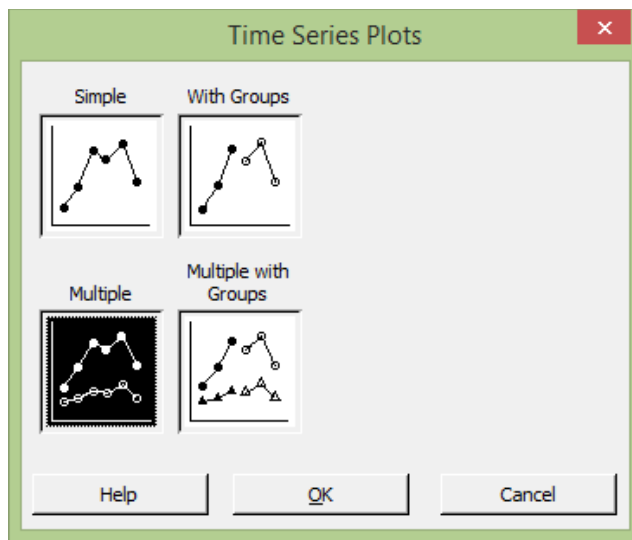 Time Series Plots
Simple
With Groups
Multiple
Multiple with
Groups
Help
OK
Cancel